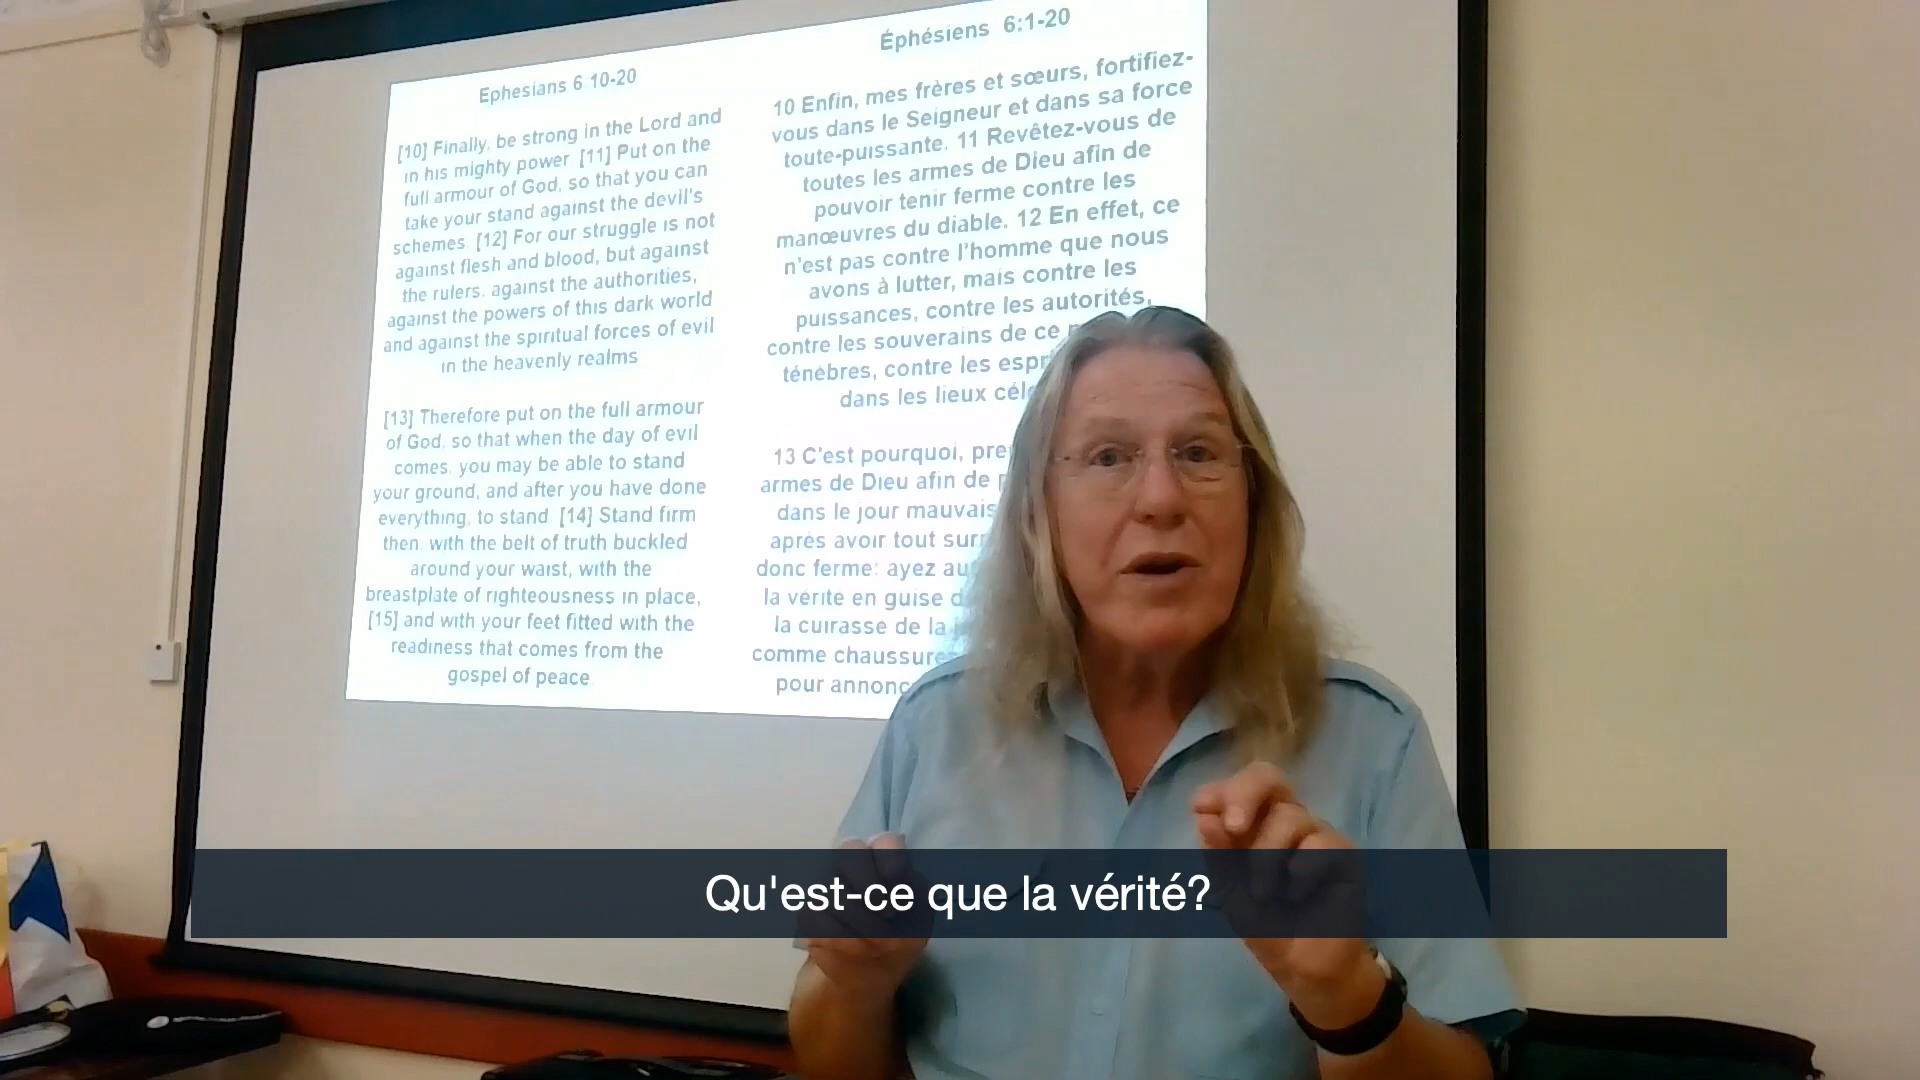 Ephesians 6 10-20
[10] Finally, be strong in the Lord and
in his mighty power [11] Put on the
full armour of God, so that you can
take your stand against the devil's
schemes [12] For our struggle is not
against flesh and blood, but against
the rulers, against the authorities,
against the powers of this dark world
and against the spiritual forces of evil
in the heavenly realms
[13] Therefore put on the full armour
of God, so that when the day of evil
comes, you may be able to stand
your ground, and after you have done
everything, to stand [14] Stand firm
then, with the belt of truth buckled
around your waist, with the
breastplate of righteousness in place,
[15] and with your feet fitted with the
readiness that comes from the
gospel of peace
Éphésiens 6:1-20
10 Enfin, mes frères et sœurs, fortifiez-
vous dans le Seigneur et dans sa force
toute-puissante. 11 Revêtez-vous de
toutes les armes de Dieu afin de
pouvoir tenir ferme contre les
manœuvres du diable. 12 En effet, ce
n'est pas contre l'homme que nous
avons à lutter, mais contre les
puissances, contre les autorités,
contre les souverains de ce
ténèbres, contre les
dans les lieux
13 C'est pourquoi,
armes de Dieu afin de
dans le jour mauvais
après avoir tout
donc ferme: ayez
la vérité en guise
la cuirasse de la
comme chaussures
pour
Qu'est-ce que la vérité?